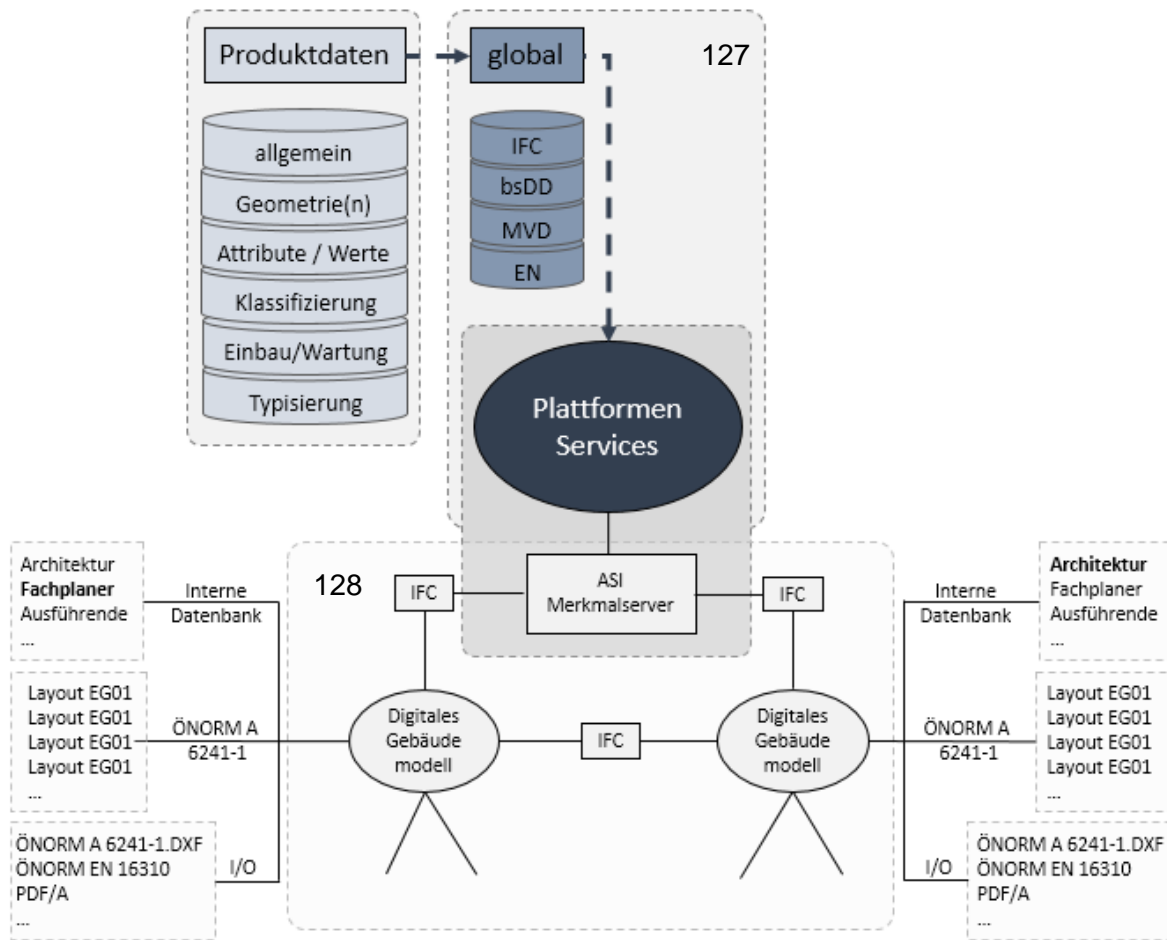 Produktdaten
global
127
allgemein
Geometrie(n)
Attribute / Werte
Klassifizierung
Einbau/Wartung
Typisierung
IFC
bsDD
MVD
EN
Plattformen
Services
128
ASI
Merkmalserver
IFC
IFC
Architektur
Fachplaner
Ausführende
...
Interne
Datenbank
Layout EG01
Layout EG01
Layout EG01
Layout EG01
...
ÖNORM A
6241-1
ÖNORM A 6241-1.DXF
ÖNORM EN 16310
PDF/A
...
I/O
Digitales
Gebäude
modell
IFC
Digitales
Gebäude
modell
Interne
Datenbank
Architektur
Fachplaner
Ausführende
...
ÖNORM A
6241-1
Layout EG01
Layout EG01
Layout EG01
Layout EG01
...
I/O
ÖNORM A 6241-1.DXF
ÖNORM EN 16310
PDF/A
...